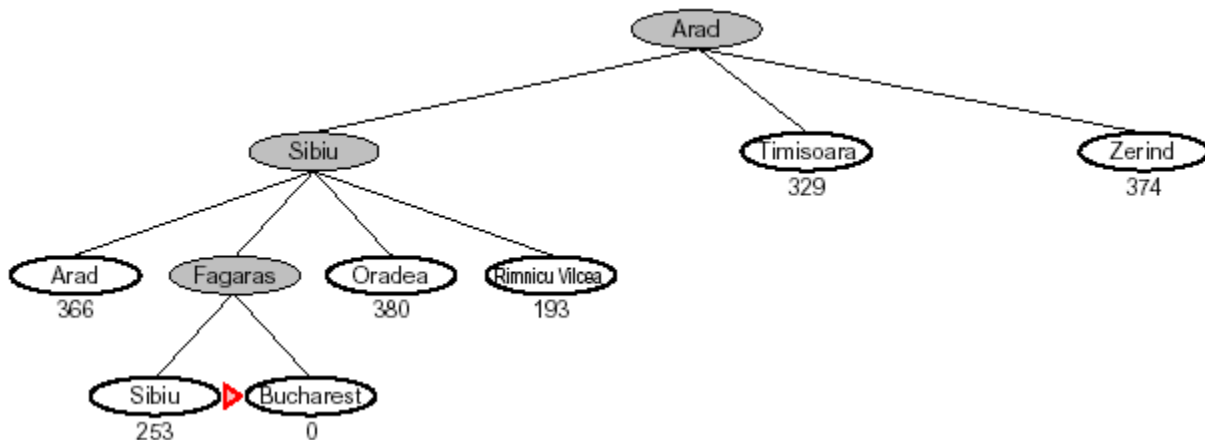 Arad
Sibiu
Timisoara
Zerind
329
374
Arad
Fagaras
Oradea
Rimnicu Vilcea
366
380
193
Sibiu
Bucharest
253
0